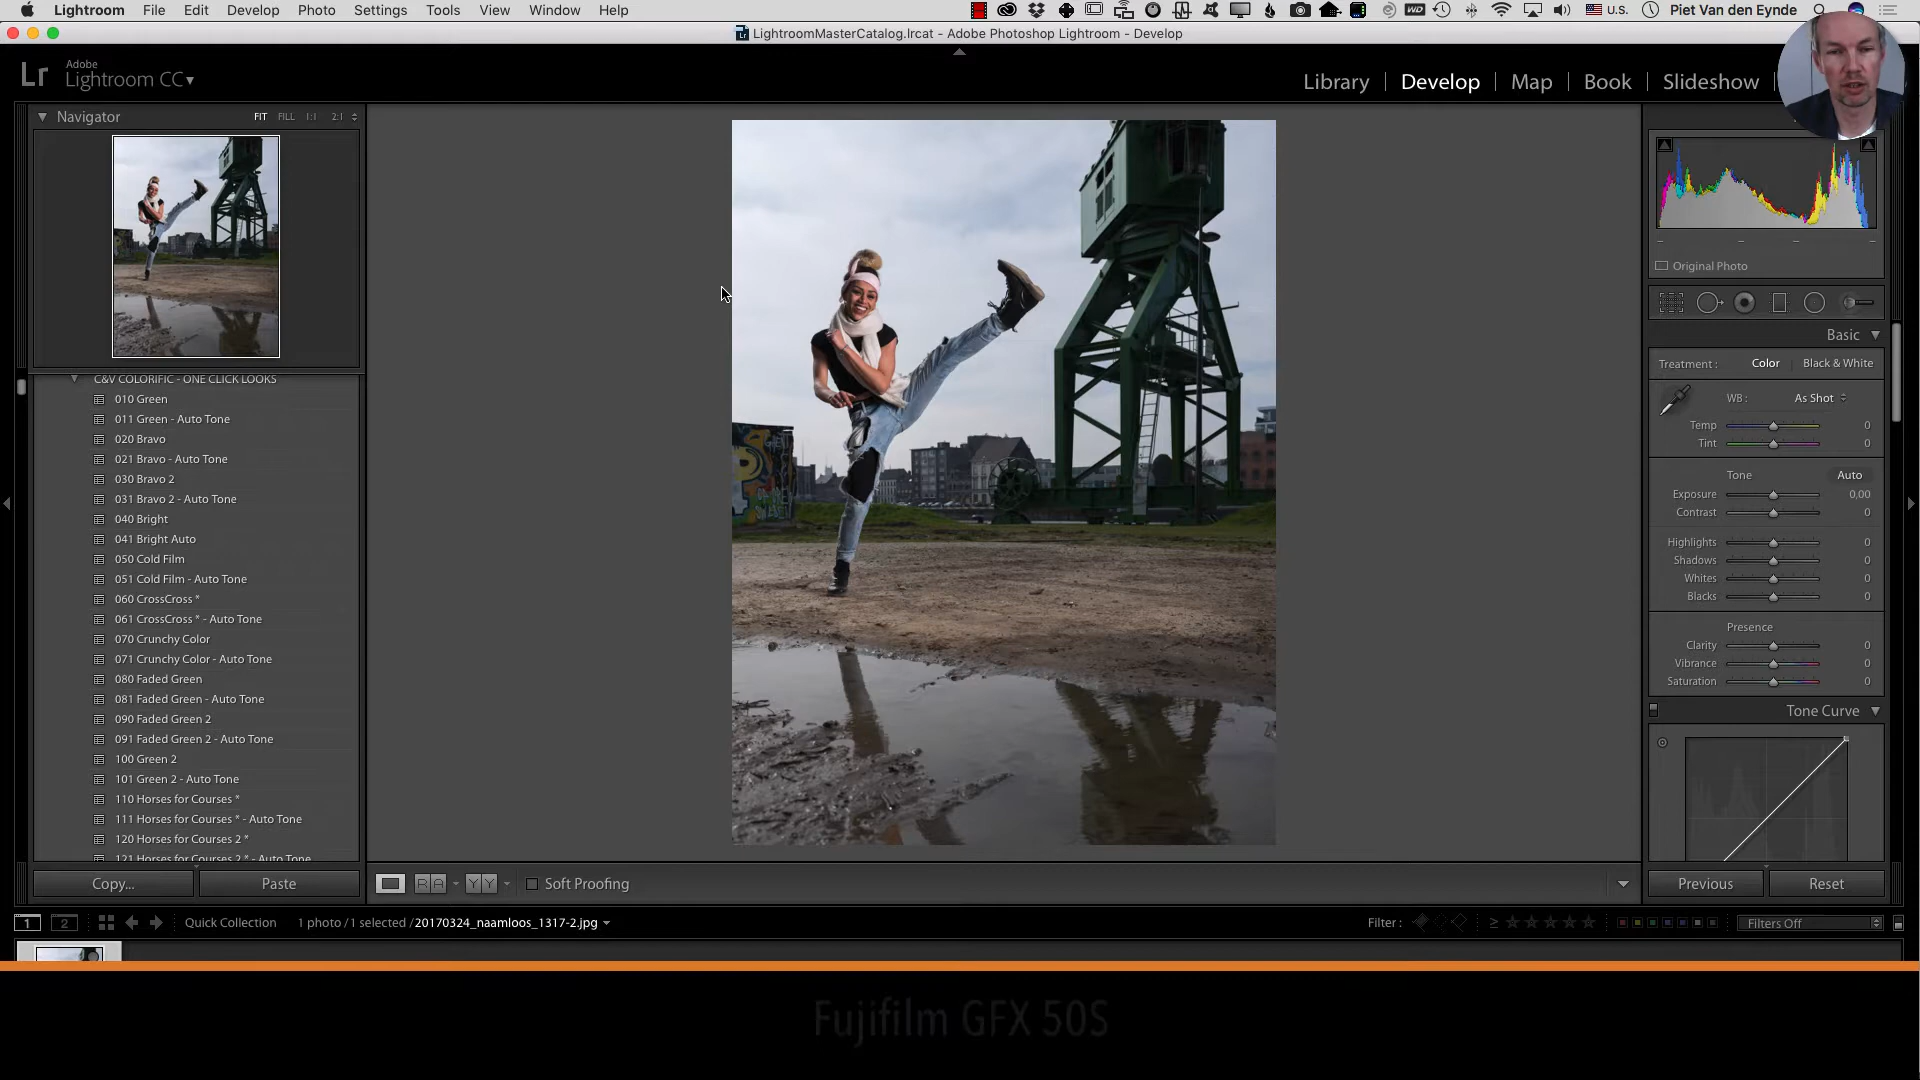 Lightroom File Edit Develop Photo Settings Tools View Window Help U.S. Piet Van den Eynde
LightroomMasterCatalog.lrcat - Adobe Photoshop Lightroom - Develop
Lr Adobe
Lightroom CC
Library Develop Map Book Slideshow
Navigator FIT FILL 1:1 2:1
C&V COLORIFIC - ONE CLICK LOOKS
010 Green
011 Green - Auto Tone
020 Bravo
021 Bravo - Auto Tone
030 Bravo 2
031 Bravo 2 - Auto Tone
040 Bright
041 Bright Auto
050 Cold Film
051 Cold Film - Auto Tone
060 CrossCross *
061 CrossCross * - Auto Tone
070 Crunchy Color
071 Crunchy Color - Auto Tone
080 Faded Green
081 Faded Green - Auto Tone
090 Faded Green 2
091 Faded Green 2 - Auto Tone
100 Green 2
101 Green 2 - Auto Tone
110 Horses for Courses *
111 Horses for Courses * - Auto Tone
120 Horses for Courses 2 *
121 Horses for Courses 2 * - Auto Tone
Copy... Paste
Original Photo
Basic
Treatment : Color Black & White
WB : As Shot
Temp 0
Tint 0
Tone Auto
Exposure 0,00
Contrast 0
Highlights 0
Shadows 0
Whites 0
Blacks 0
Presence
Clarity 0
Vibrance 0
Saturation 0
Tone Curve
Previous Reset
R A Y Y Soft Proofing
1 2 Quick Collection 1 photo / 1 selected / 20170324_naamloos_1317-2.jpg Filter : Filters Off
Fujifilm GFX 50S